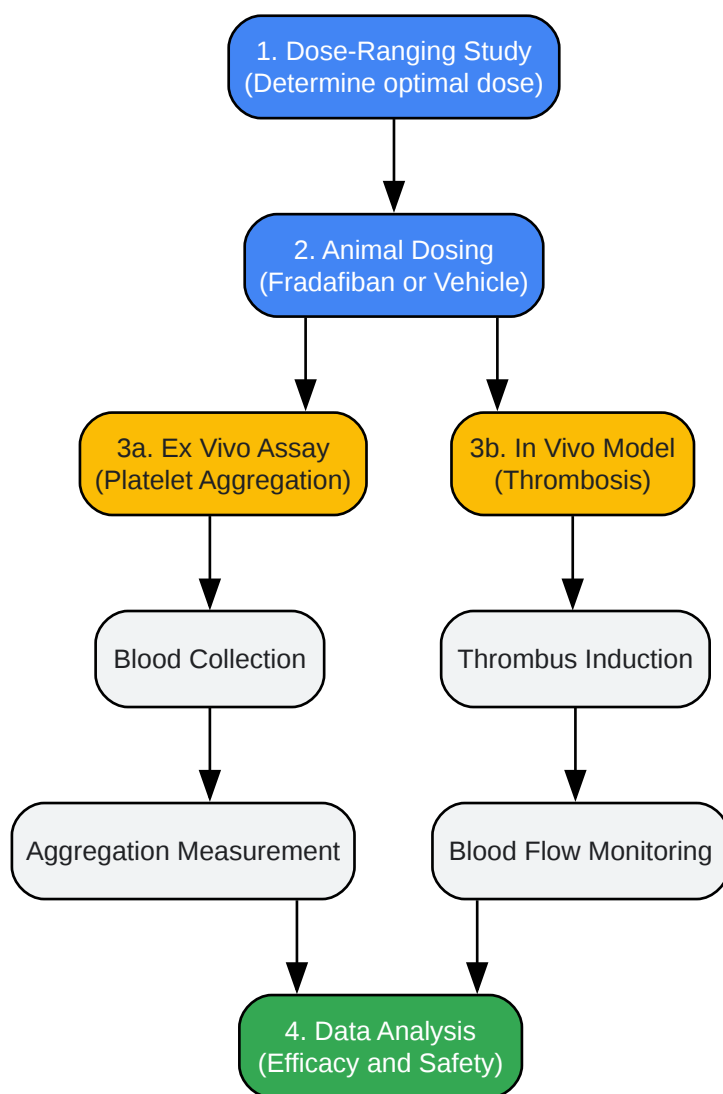 1. Dose-Ranging Study
(Determine optimal dose)
2. Animal Dosing
(Fradafiban or Vehicle)
3a. Ex Vivo Assay
(Platelet Aggregation)
3b. In Vivo Model
(Thrombosis)
Blood Collection
Thrombus Induction
Aggregation Measurement
Blood Flow Monitoring
4. Data Analysis
(Efficacy and Safety)